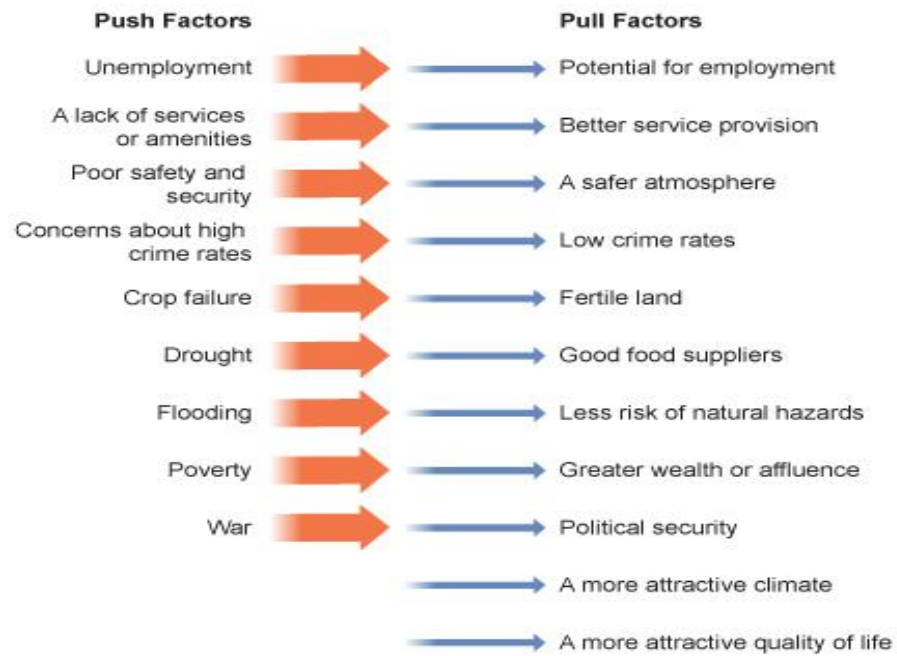 Push Factors Pull Factors
Unemployment Potential for employment
A lack of services
or amenities Better service provision
Poor safety and
security A safer atmosphere
Concerns about high
crime rates Low crime rates
Crop failure Fertile land
Drought Good food suppliers
Flooding Less risk of natural hazards
Poverty Greater wealth or affluence
War Political security
A more attractive climate
A more attractive quality of life